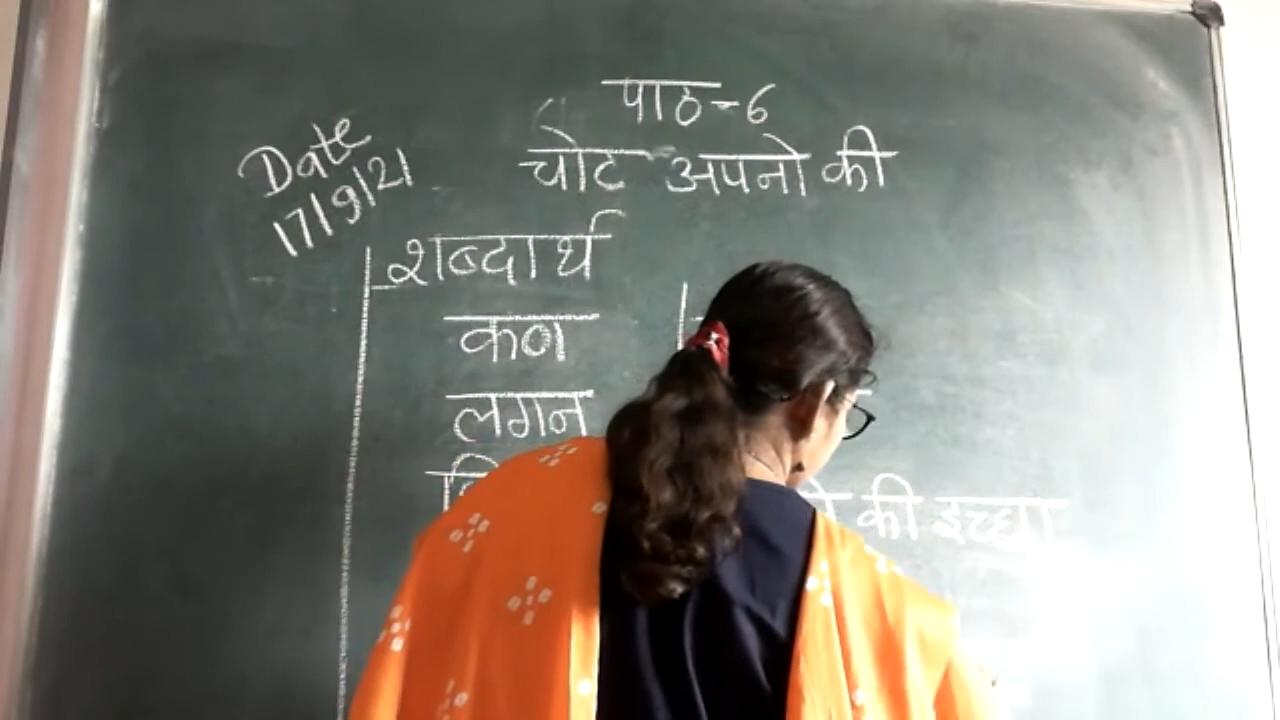 पाठ-6
Date
17/9/21
चोट अपनो की
शब्दार्थ
कण
लगन
की इच्छा